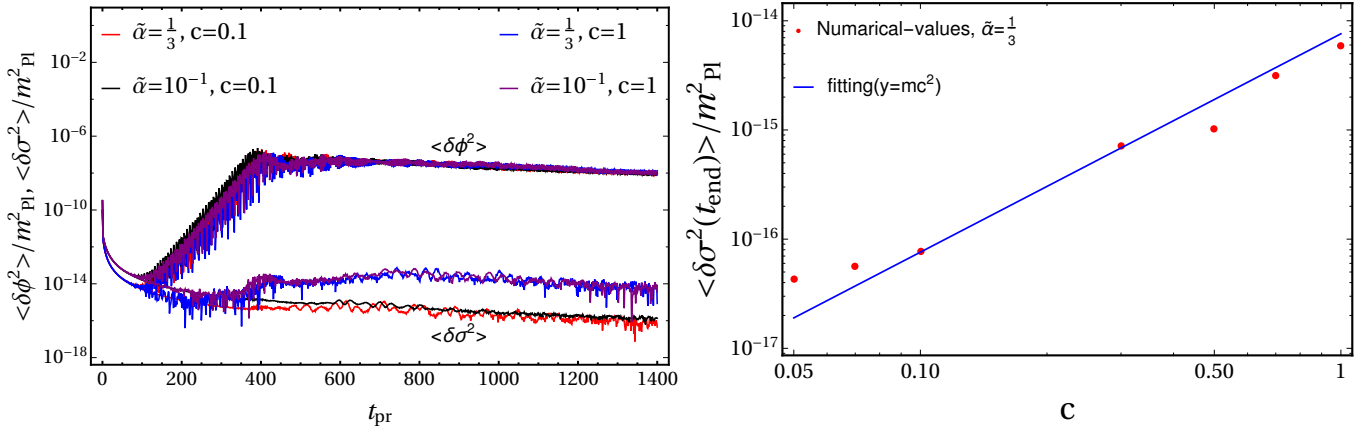 <δϕ²>/m²Pl, <δσ²>/m²Pl
10⁻²
10⁻⁶
10⁻¹⁰
10⁻¹⁴
10⁻¹⁸
α̃=1/3, c=0.1
α̃=1/3, c=1
α̃=10⁻¹, c=0.1
α̃=10⁻¹, c=1
<δϕ²>
<δσ²>
0 200 400 600 800 1000 1200 1400
tpr
<δσ²(tend)>/m²Pl
10⁻¹⁴
10⁻¹⁵
10⁻¹⁶
10⁻¹⁷
Numerical-values, α̃=1/3
fitting(y=mc²)
0.05 0.10 0.50 1
c